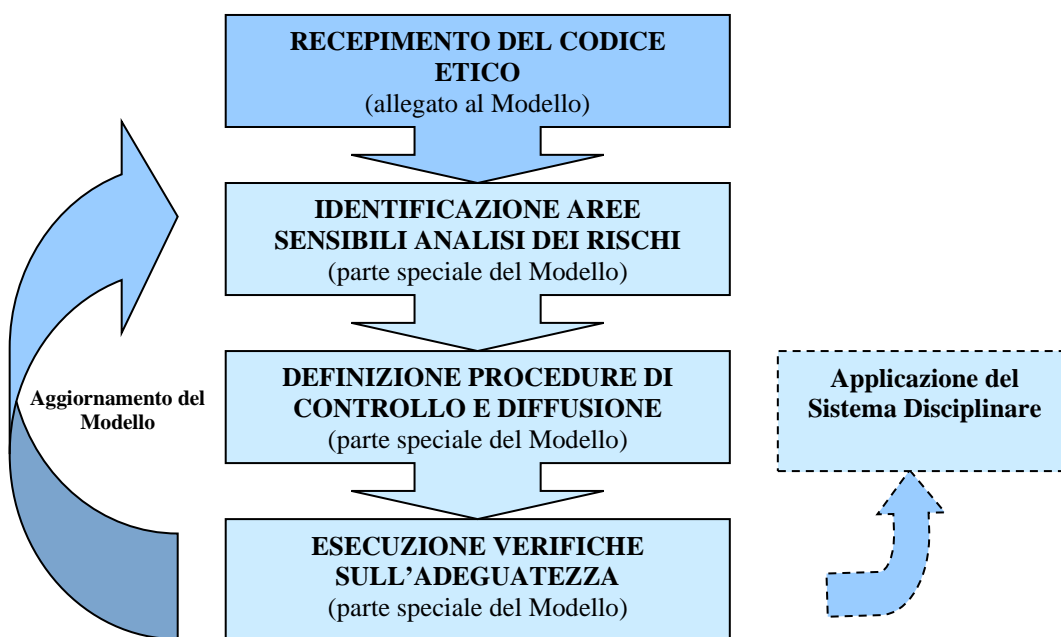 RECEPIMENTO DEL CODICE
ETICO
(allegato al Modello)
IDENTIFICAZIONE AREE
SENSIBILI ANALISI DEI RISCHI
(parte speciale del Modello)
DEFINIZIONE PROCEDURE DI
CONTROLLO E DIFFUSIONE
(parte speciale del Modello)
ESECUZIONE VERIFICHE
SULL’ADEGUATEZZA
(parte speciale del Modello)
Aggiornamento del
Modello
Applicazione del
Sistema Disciplinare